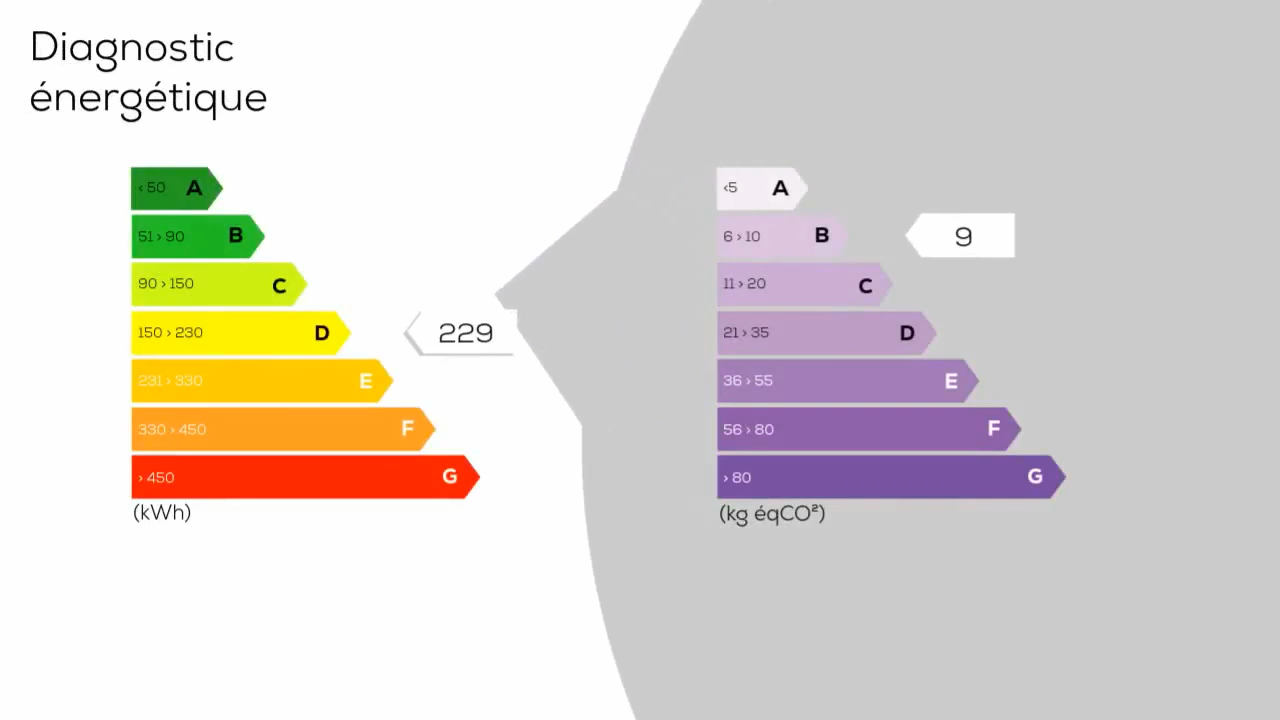 Diagnostic
énergétique
< 50 A
51 > 90 B
90 > 150 C
150 > 230 D
229
231 > 330 E
330 > 450 F
> 450 G
(kWh)
<5 A
6 > 10 B
9
11 > 20 C
21 > 35 D
36 > 55 E
56 > 80 F
> 80 G
(kg éqCO²)